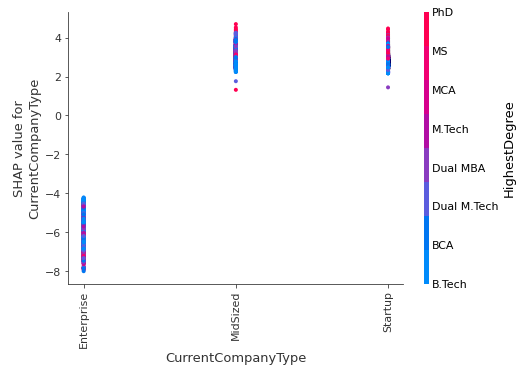 PhD
MS
MCA
M.Tech
Dual MBA
Dual M.Tech
BCA
B.Tech
HighestDegree
4
2
0
−2
−4
−6
−8
SHAP value for
CurrentCompanyType
Enterprise
MidSized
Startup
CurrentCompanyType